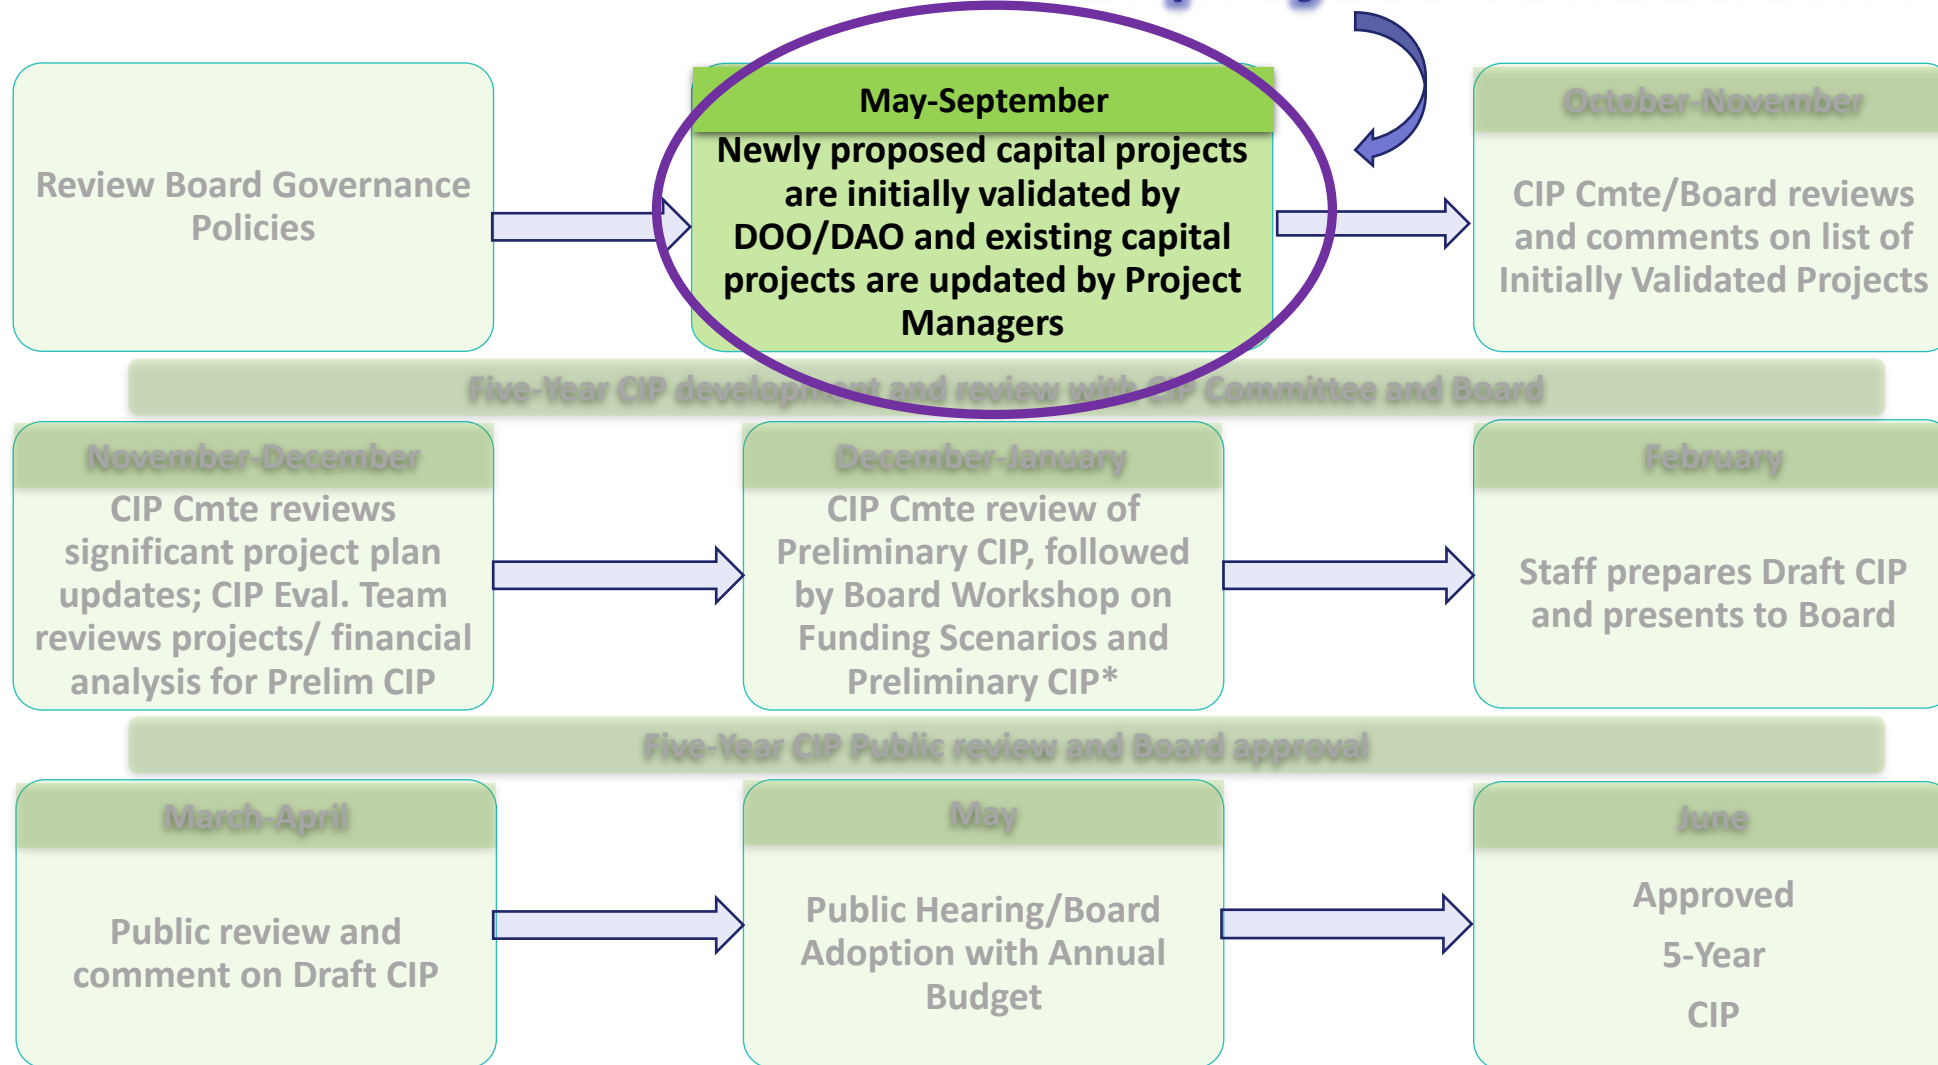 Review Board Governance
Policies
May-September
Newly proposed capital projects
are initially validated by
DOO/DAO and existing capital
projects are updated by Project
Managers
October-November
CIP Cmte/Board reviews
and comments on list of
Initially Validated Projects
Five-Year CIP development and review with CIP Committee and Board
November-December
CIP Cmte reviews
significant project plan
updates; CIP Eval. Team
reviews projects/ financial
analysis for Prelim CIP
December-January
CIP Cmte review of
Preliminary CIP, followed
by Board Workshop on
Funding Scenarios and
Preliminary CIP*
February
Staff prepares Draft CIP
and presents to Board
Five-Year CIP Public review and Board approval
March-April
Public review and
comment on Draft CIP
May
Public Hearing/Board
Adoption with Annual
Budget
June
Approved
5-Year
CIP